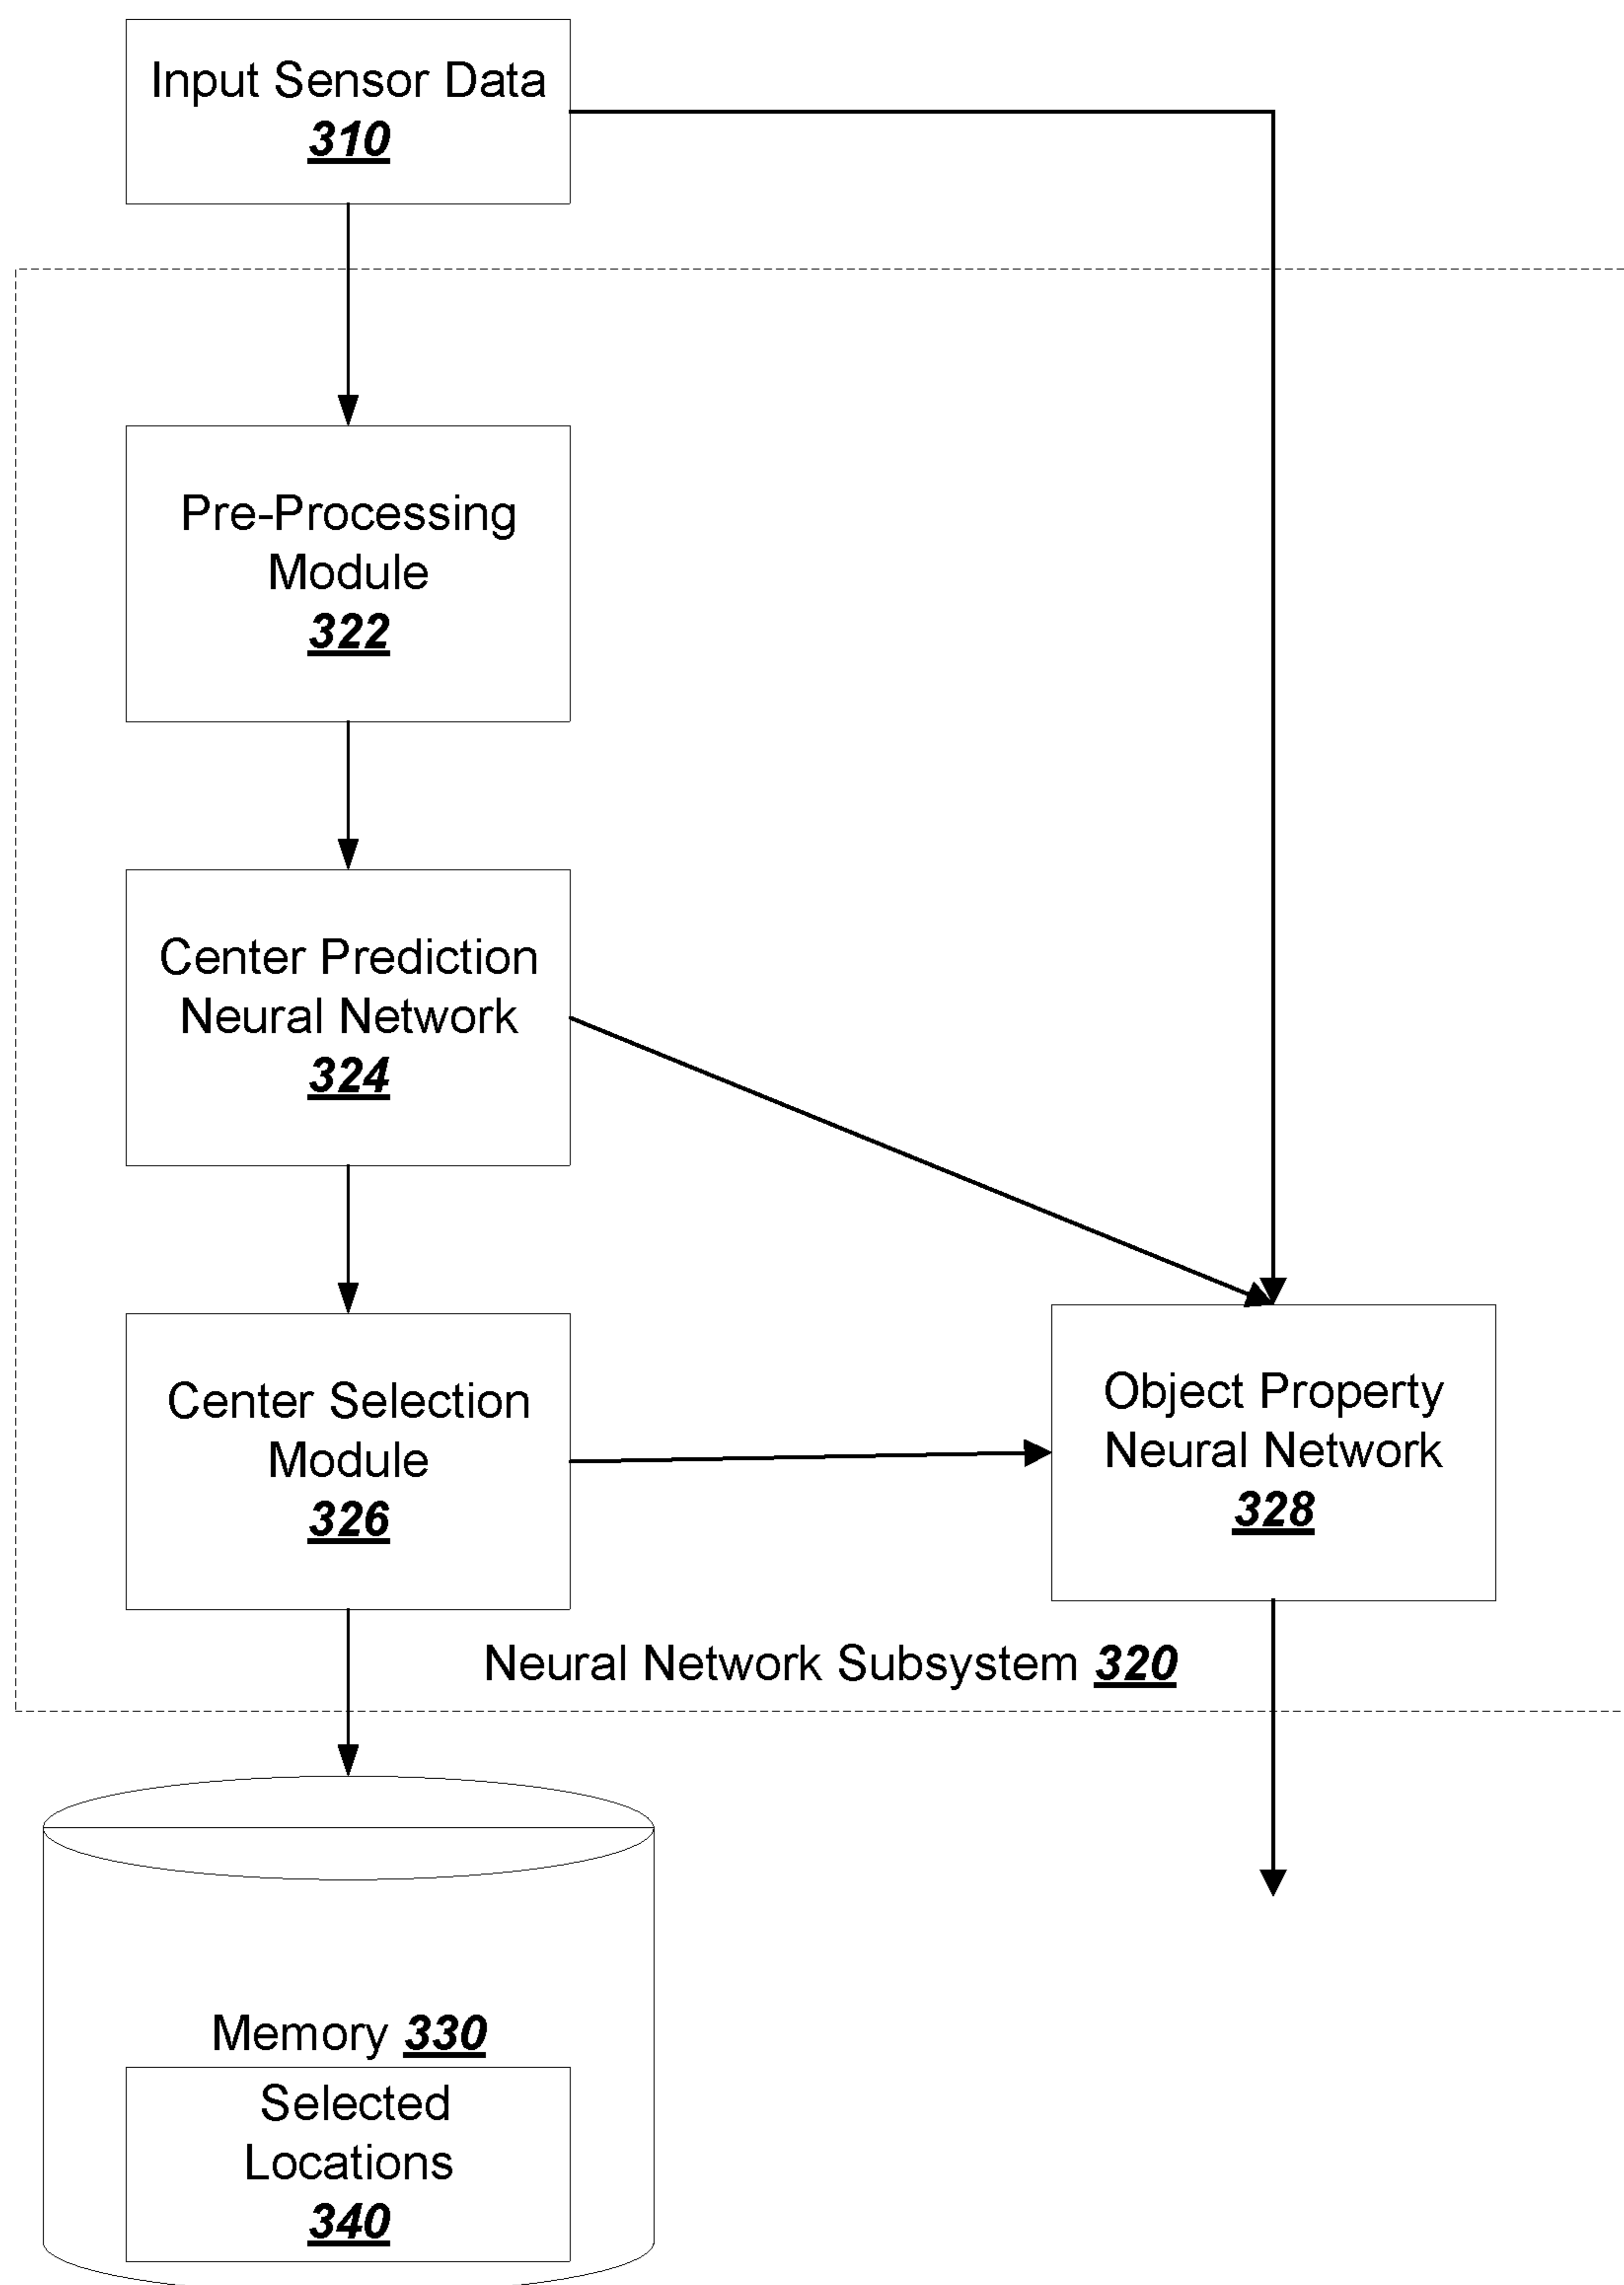 Input Sensor Data
310
Pre-Processing
Module
322
Center Prediction
Neural Network
324
Center Selection
Module
326
Object Property
Neural Network
328
Neural Network Subsystem 320
Memory 330
Selected
Locations
340